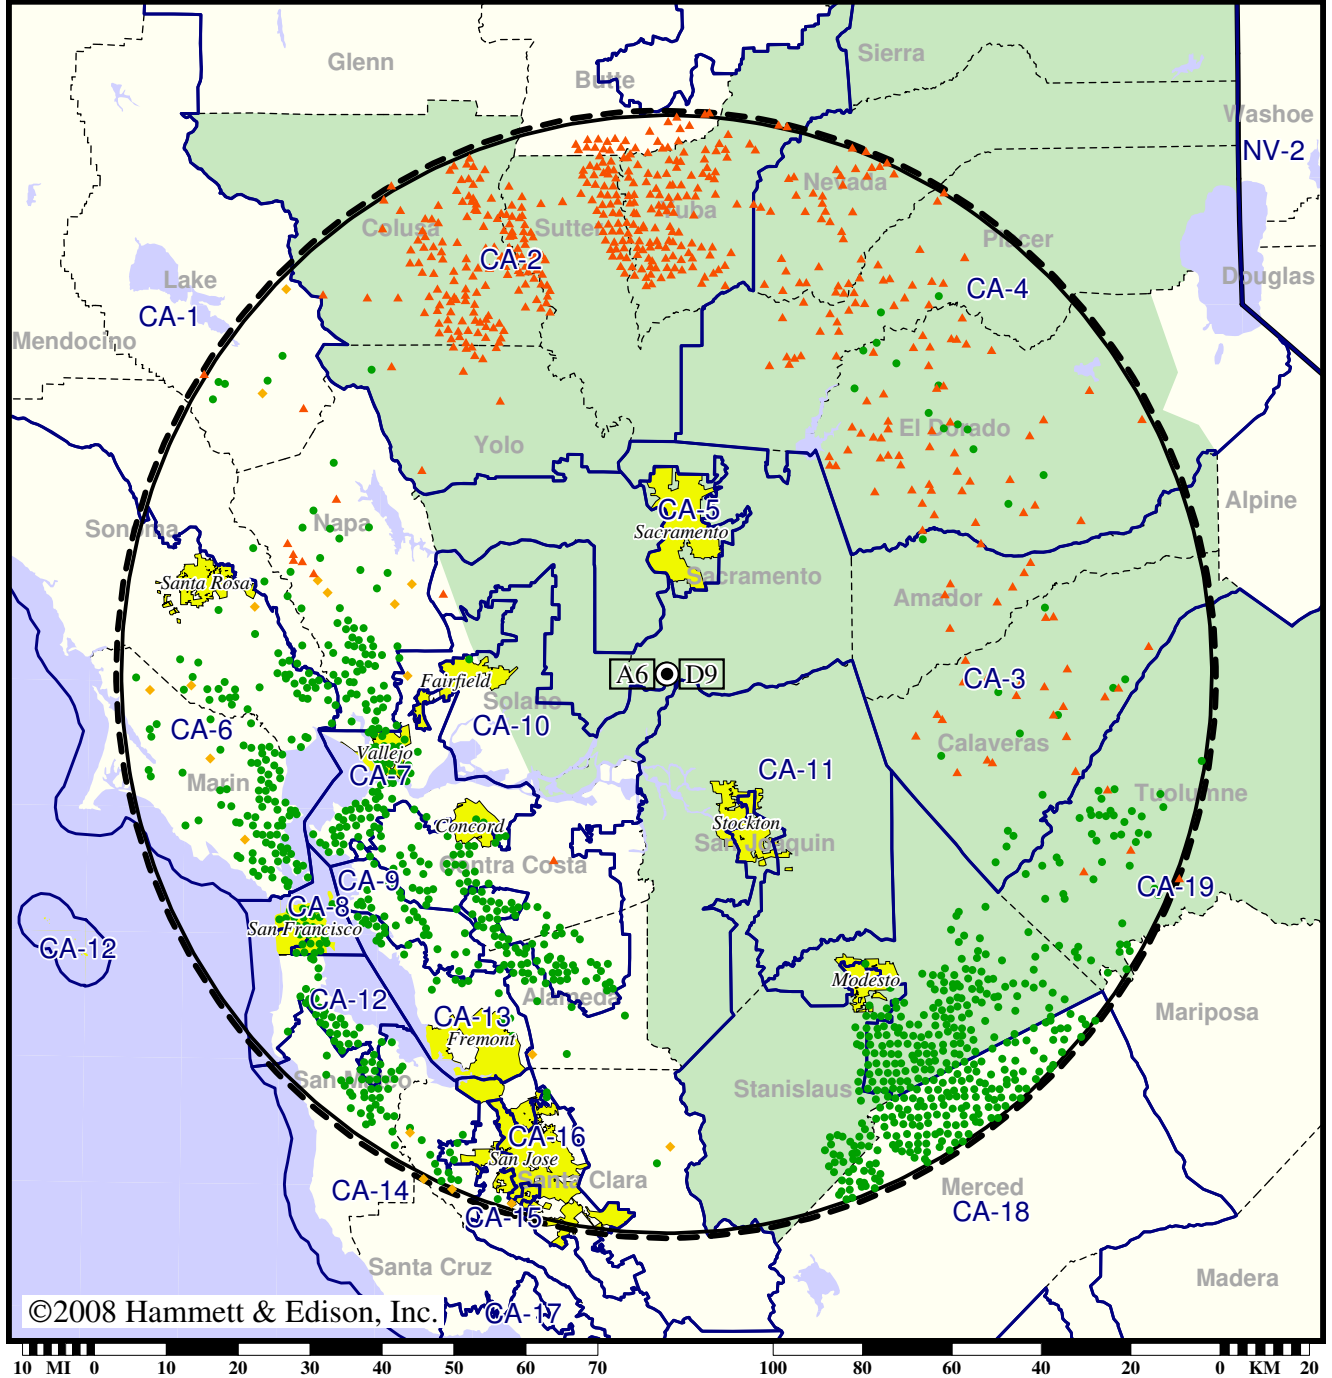 Sierra
Glenn
Butte
Washoe
NV-2
Nevada
Yuba
Colusa
Sutter
Placer
CA-2
Douglas
Lake
CA-4
CA-1
Mendocino
El Dorado
Yolo
Alpine
CA-5
Sonoma
Napa
Sacramento
Santa Rosa
Sacramento
Amador
A6
D9
CA-3
Fairfield
Solano
CA-6
CA-10
Calaveras
Vallejo
CA-7
CA-11
Marin
Tuolumne
Stockton
Concord
San Joaquin
Contra Costa
CA-9
CA-19
CA-8
San Francisco
CA-12
Modesto
CA-12
Alameda
Mariposa
CA-13
Fremont
San Mateo
Stanislaus
CA-16
San Jose
Santa Clara
Merced
CA-14
CA-18
CA-15
Santa Cruz
Madera
©2008 Hammett & Edison, Inc.
CA-17
10 MI 0 10 20 30 40 50 60 70 100 80 60 40 20 0 KM 20